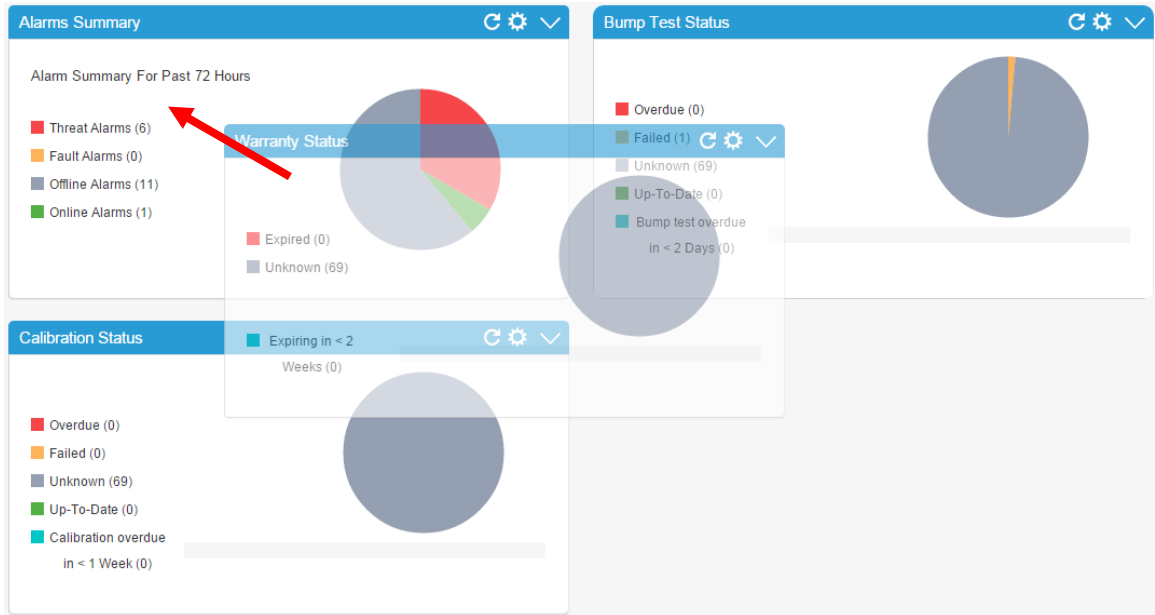 Alarms Summary
Alarm Summary For Past 72 Hours
Threat Alarms (6)
Fault Alarms (0)
Offline Alarms (11)
Online Alarms (1)
Bump Test Status
Overdue (0)
Failed (1)
Unknown (69)
Up-To-Date (0)
Bump test overdue
in < 2 Days (0)
Warranty Status
Expired (0)
Unknown (69)
Expiring in < 2
Weeks (0)
Calibration Status
Overdue (0)
Failed (0)
Unknown (69)
Up-To-Date (0)
Calibration overdue
in < 1 Week (0)